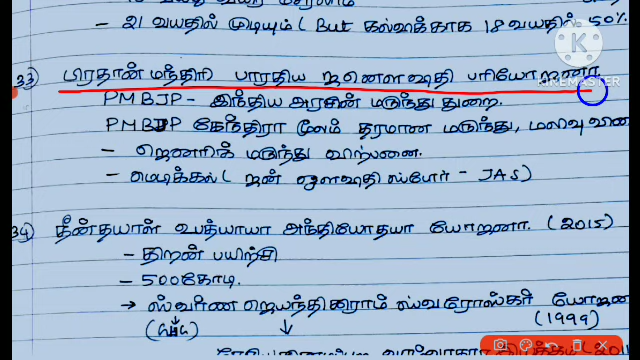 - 21 வயதில் முடியும் ( But கல்விக்காக 18 வயதில் 50%
33) பிரதான் மந்திரி பாரதிய ஜனௌஷதி பரியோஜனா
KINEMASTER
PMBJP - இந்திய அரசின் மருந்து துறை.
PMBJP கேந்திரா மூலம் தரமான மருந்து, மலிவு விலை
- ஜெனரிக் மருந்து விற்பனை.
- மெடிக்கல் ( ஜன் ஔஷதி ஸ்டோர் - JAS)
34) தீன்தயாள் உபத்யாயா அந்தியோதயா யோஜனா. (2015)
- திறன் பயிற்சி
- 500கோடி.
→ ஸ்வர்ண ஜெயந்தி கிராம் ஸ்வரோஸ்கர் யோஜனா
(1999)